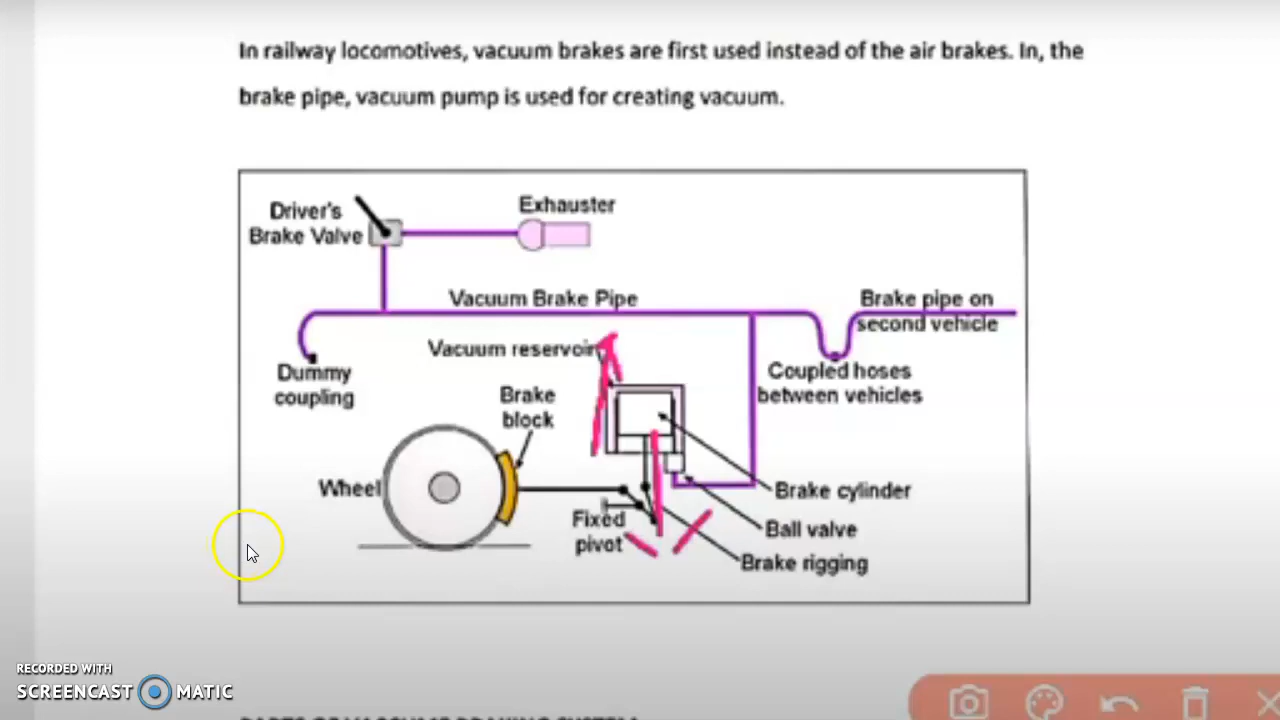 In railway locomotives, vacuum brakes are first used instead of the air brakes. In, the
brake pipe, vacuum pump is used for creating vacuum.
Driver's
Brake Valve
Exhauster
Vacuum Brake Pipe
Brake pipe on
second vehicle
Vacuum reservoir
Dummy
coupling
Coupled hoses
between vehicles
Brake
block
Wheel
Fixed
pivot
Brake cylinder
Ball valve
Brake rigging
RECORDED WITH
SCREENCAST MATIC